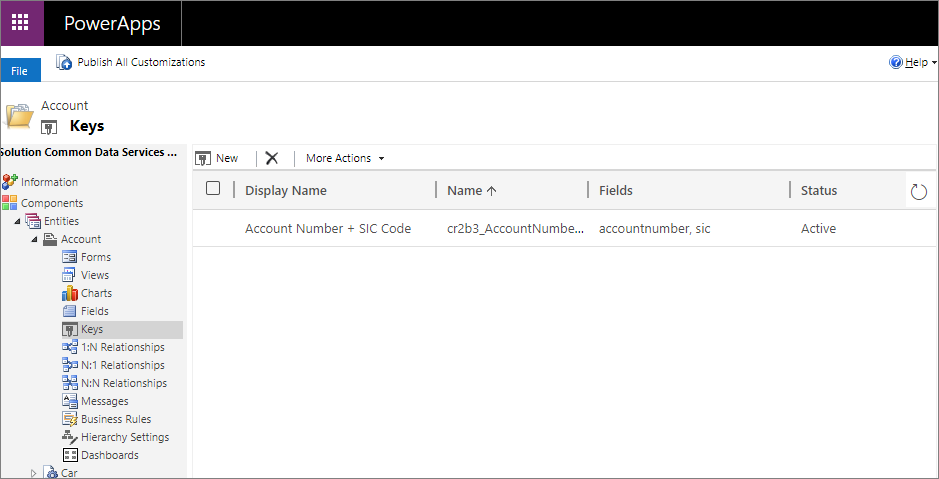 PowerApps
File
Publish All Customizations
Help
Account
Keys
Solution Common Data Services ...
Information
Components
Entities
Account
Forms
Views
Charts
Fields
Keys
1:N Relationships
N:1 Relationships
N:N Relationships
Messages
Business Rules
Hierarchy Settings
Dashboards
Car
New
More Actions
Display Name
Name
Fields
Status
Account Number + SIC Code
cr2b3_AccountNumbe...
accountnumber, sic
Active